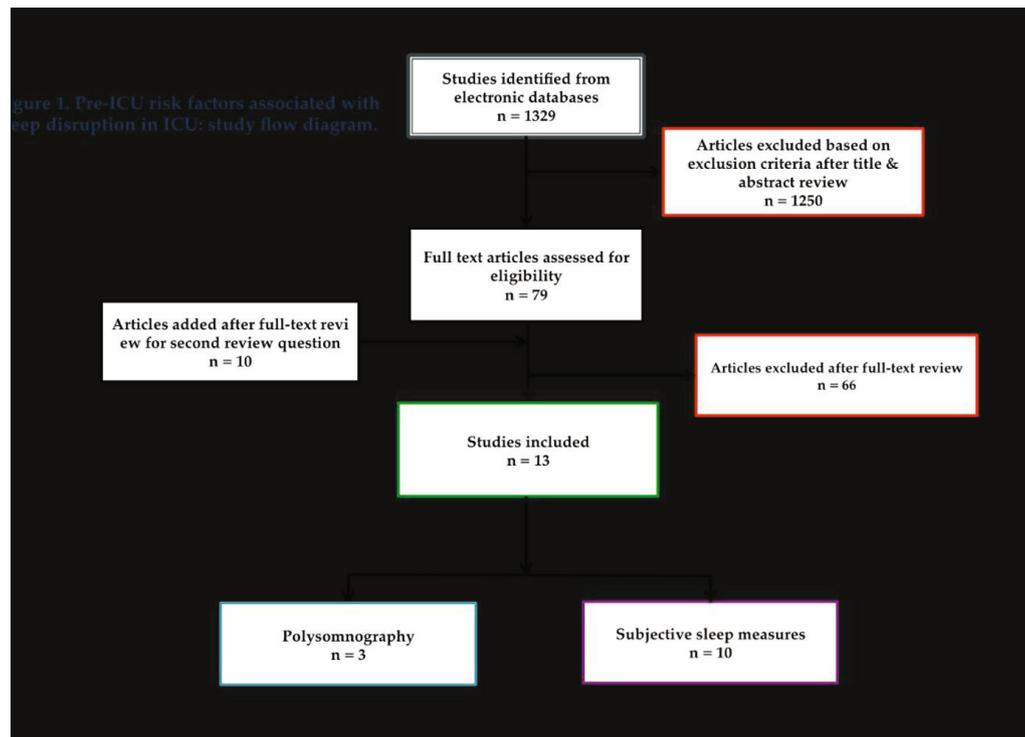 Studies identified from
electronic databases
n = 1329
gure 1. Pre-ICU risk factors associated with
eep disruption in ICU: study flow diagram.
Articles excluded based on
exclusion criteria after title &
abstract review
n = 1250
Full text articles assessed for
eligibility
n = 79
Articles added after full-text revi
ew for second review question
n = 10
Articles excluded after full-text review
n = 66
Studies included
n = 13
Polysomnography
n = 3
Subjective sleep measures
n = 10